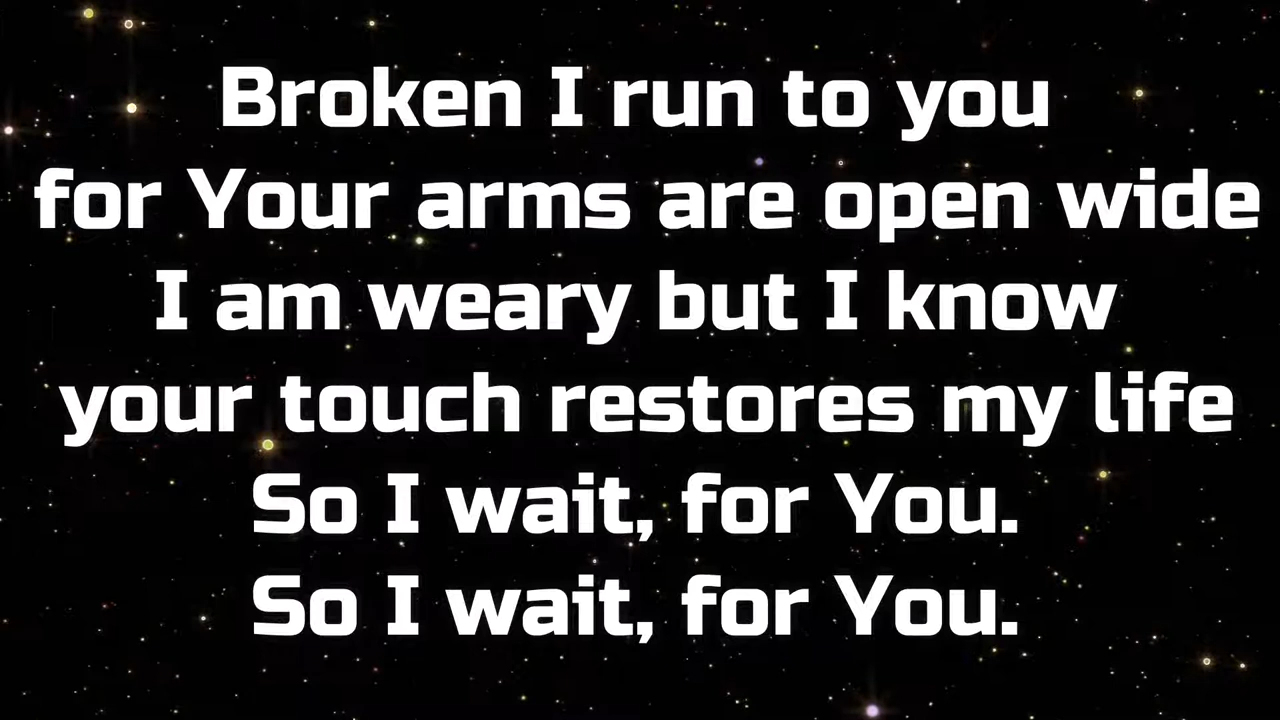 Broken I run to you
for Your arms are open wide
I am weary but I know
your touch restores my life
So I wait, for You.
So I wait, for You.